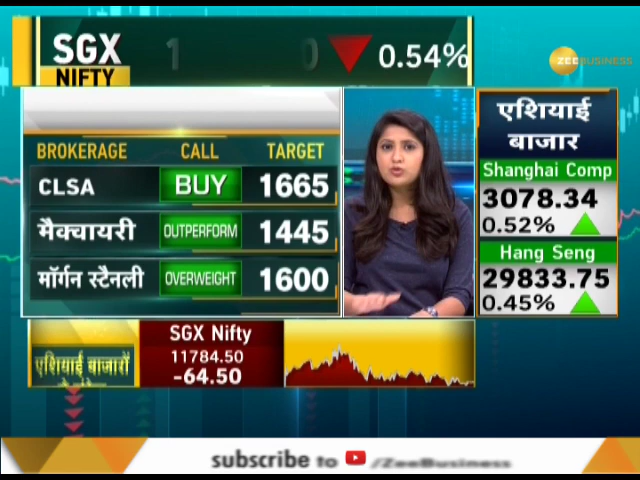 SGX
NIFTY
0.54%
ZEEBUSINESS
BROKERAGE CALL TARGET
CLSA BUY 1665
मैक्वायरी OUTPERFORM 1445
मॉर्गन स्टैनली OVERWEIGHT 1600
एशियाई
बाजार
Shanghai Comp
3078.34
0.52%
Hang Seng
29833.75
0.45%
एशियाई बाजारों
SGX Nifty
11784.50
-64.50
subscribe to /ZeeBusiness